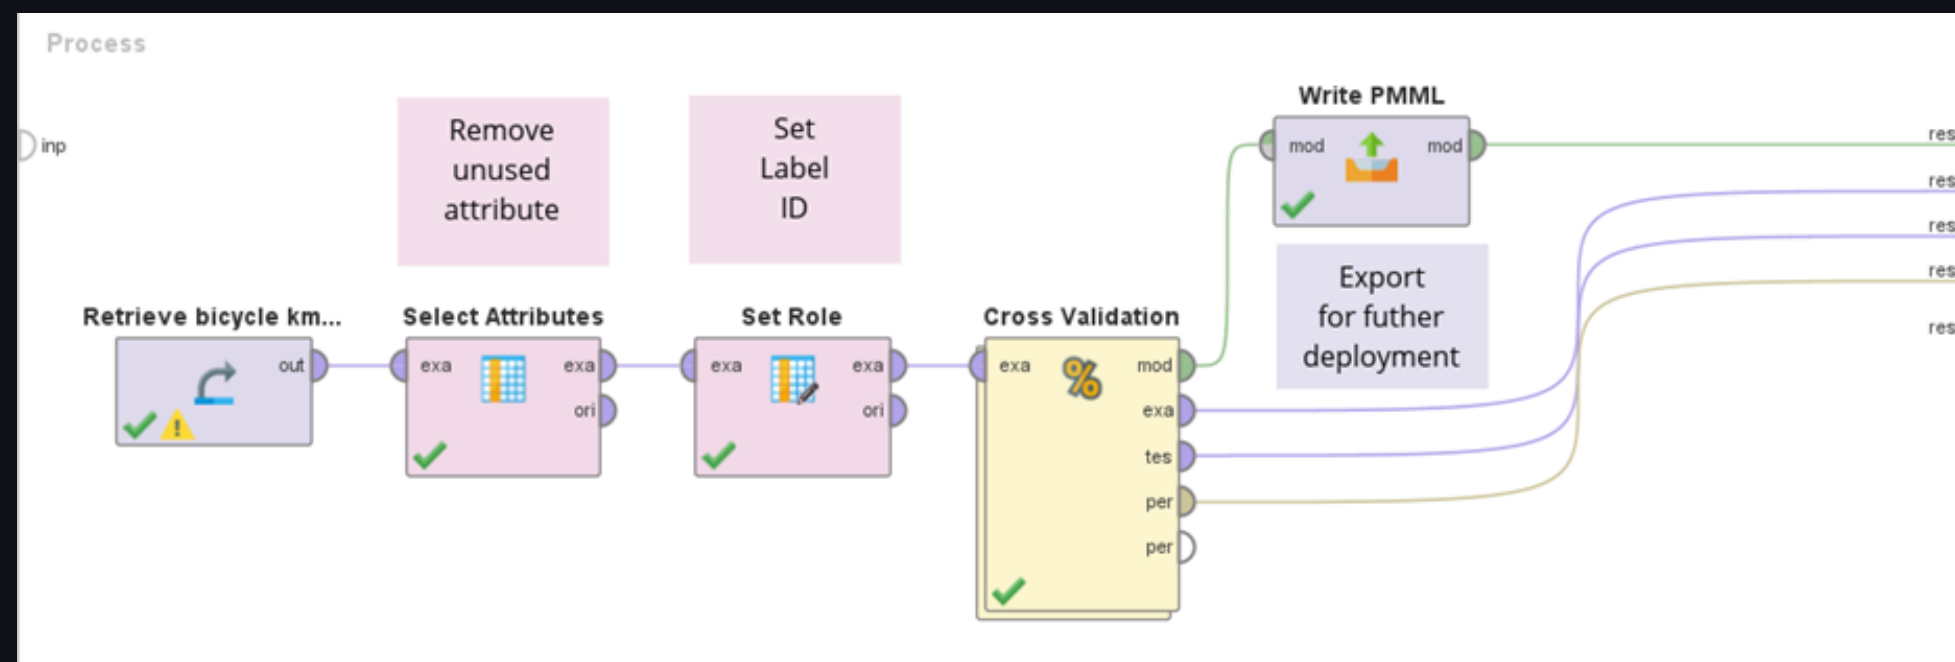 Process
inp
Remove
unused
attribute
Set
Label
ID
Write PMML
mod
mod
res
res
res
res
res
Export
for futher
deployment
Retrieve bicycle km...
out
Select Attributes
exa
exa
ori
Set Role
exa
exa
ori
Cross Validation
exa
mod
exa
tes
per
per
%